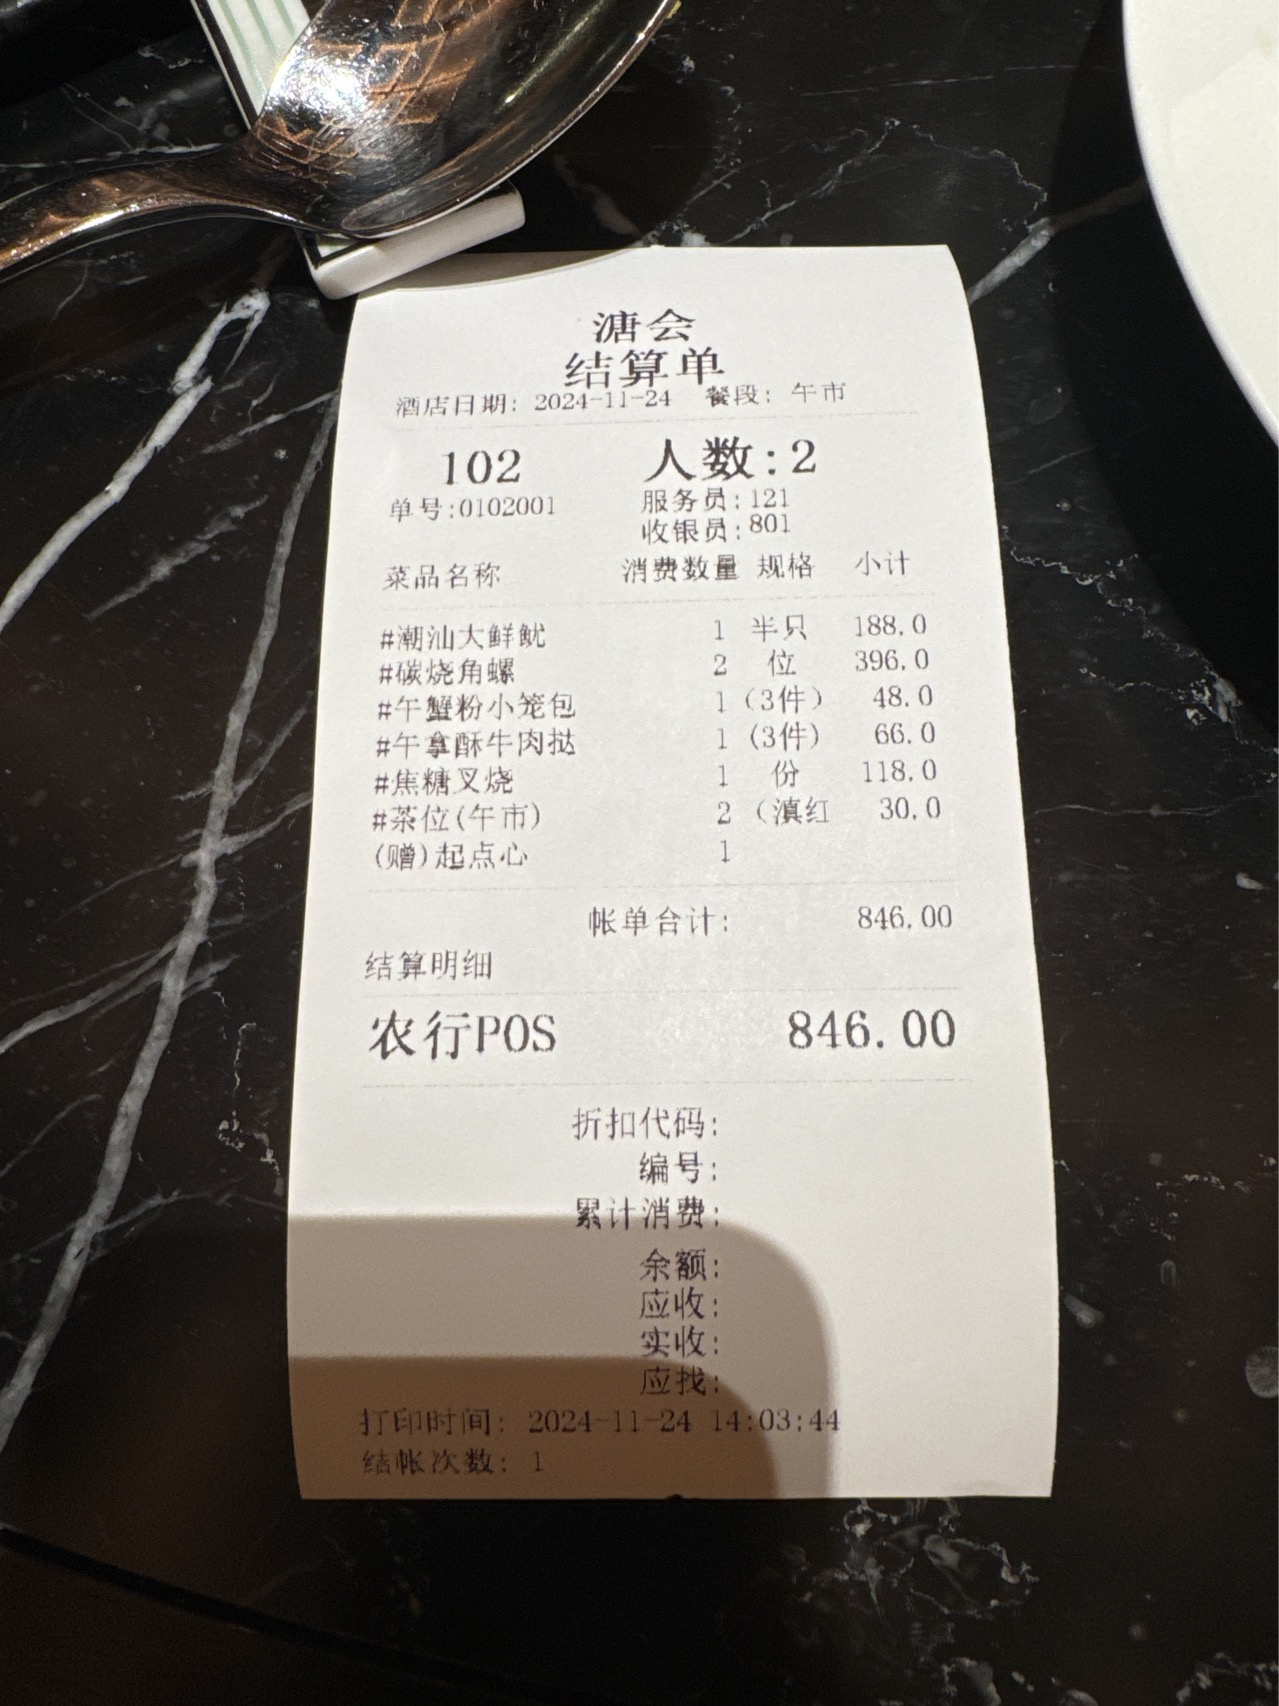 溏会
结算单
酒店日期: 2024-11-24 餐段: 午市
102 人数:2
单号:0102001 服务员:121
收银员:801
菜品名称 消费数量 规格 小计
#潮汕大鲜鱿 1 半只 188.0
#碳烧角螺 2 位 396.0
#午蟹粉小笼包 1 (3件) 48.0
#午拿酥牛肉挞 1 (3件) 66.0
#焦糖叉烧 1 份 118.0
#茶位(午市) 2 (滇红 30.0
(赠)起点心 1
帐单合计: 846.00
结算明细
农行POS 846.00
折扣代码:
编号:
累计消费:
余额:
应收:
实收:
应找:
打印时间: 2024-11-24 14:03:44
结帐次数: 1